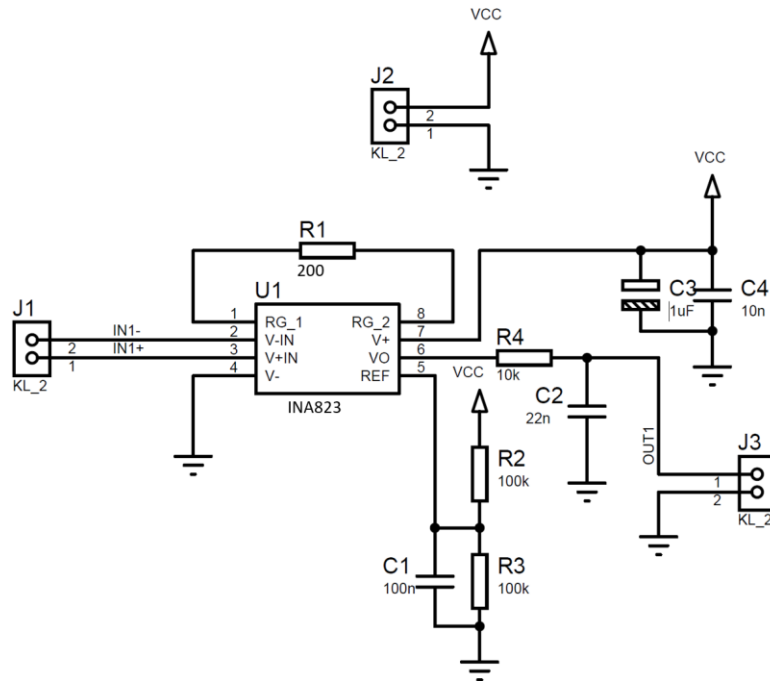 VCC
J2
2
1
KL_2
VCC
R1
200
U1
C3
1uF
C4
10n
J1
IN1-
IN1+
2
1
KL_2
1
2
3
4
RG_1
V-IN
V+IN
V-
RG_2
V+
VO
REF
8
7
6
5
INA823
R4
10k
VCC
C2
22n
OUT1
J3
1
2
KL_2
R2
100k
C1
100n
R3
100k